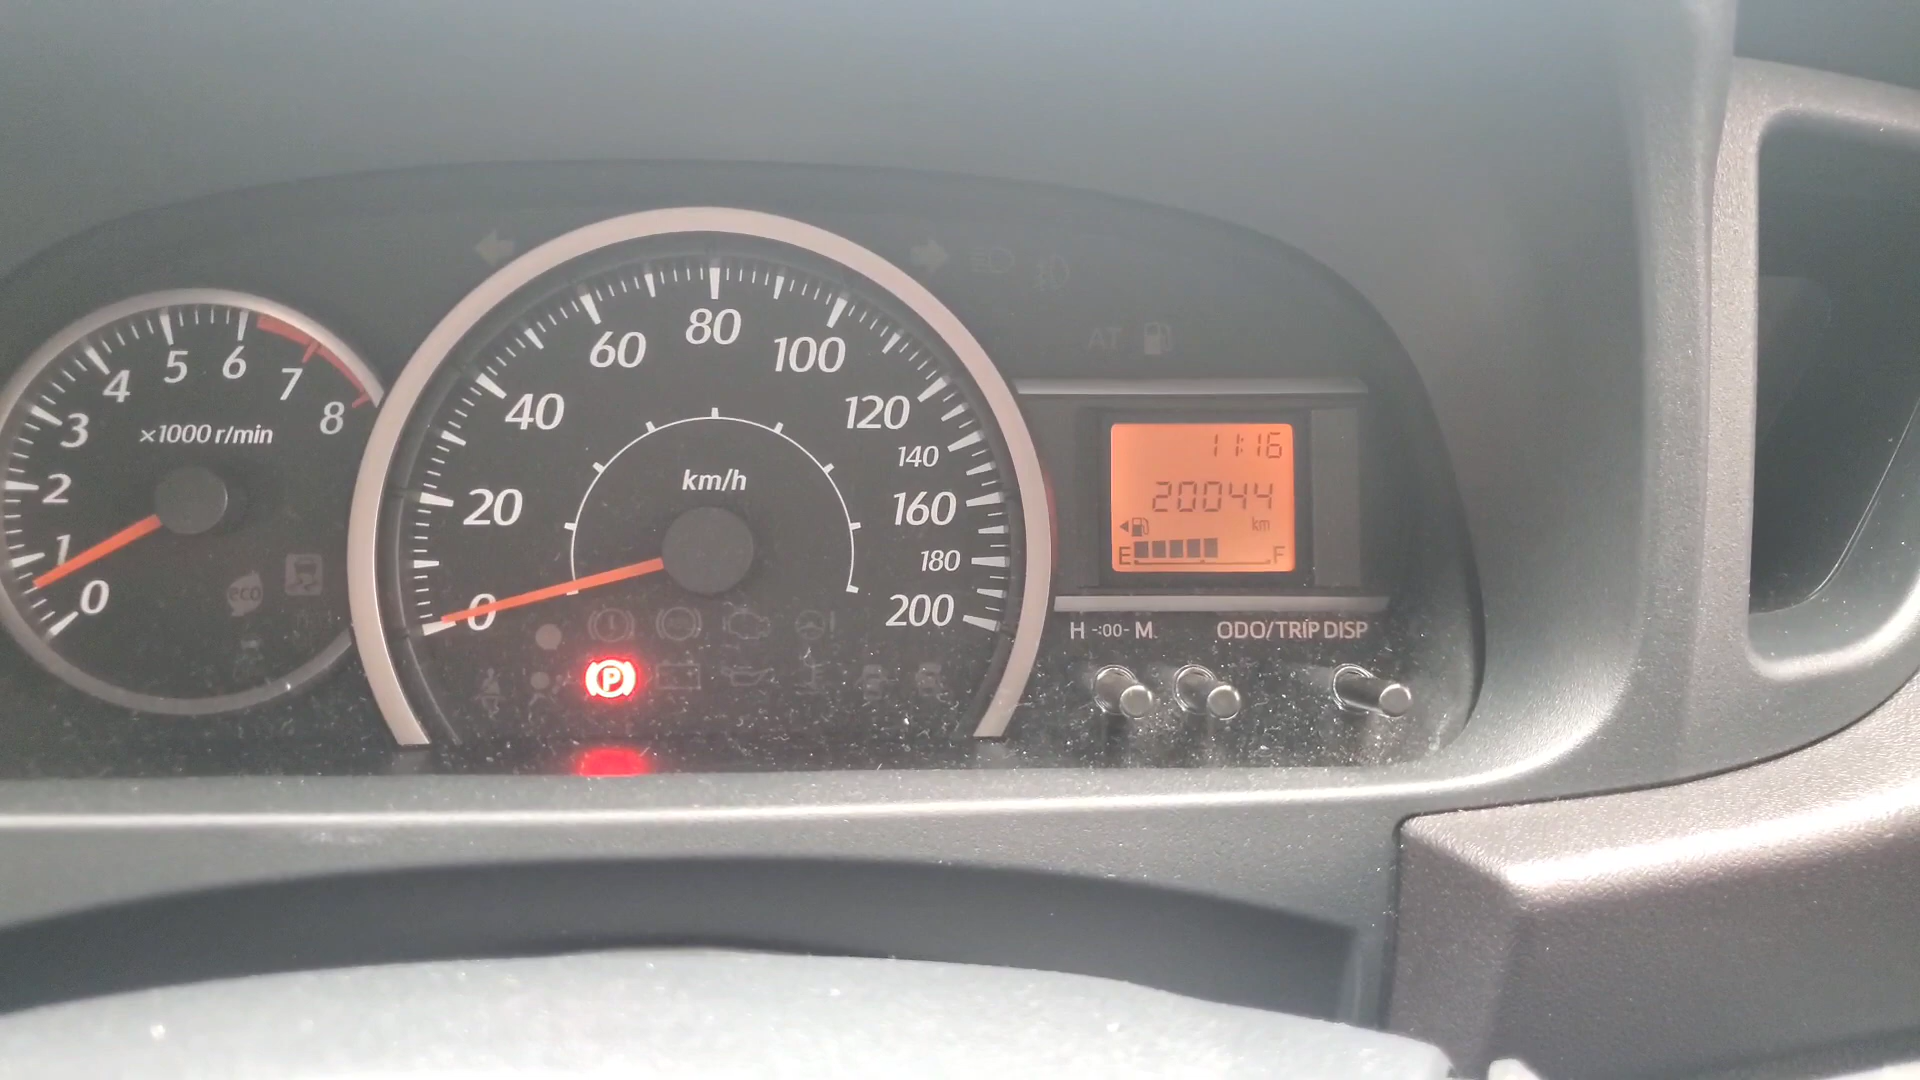 0 1 2 3 4 5 6 7 8
×1000 r/min
eco
0 20 40 60 80 100 120 140 160 180 200
km/h
P
AT
11:16
20044
km
E F
H -:00- M
ODO/TRIP DISP